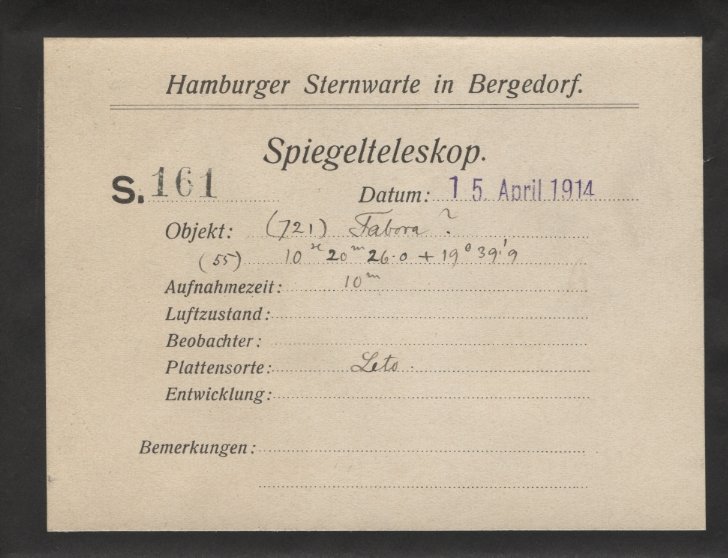 Hamburger Sternwarte in Bergedorf.
Spiegelteleskop.
S. 161
Datum: 15. April 1914
Objekt: (721) Tabora ?
(55) 10ʰ 20ᵐ 26.0 + 19° 39.'9
Aufnahmezeit: 10ᵐ
Luftzustand:
Beobachter:
Plattensorte: Leto.
Entwicklung:
Bemerkungen: